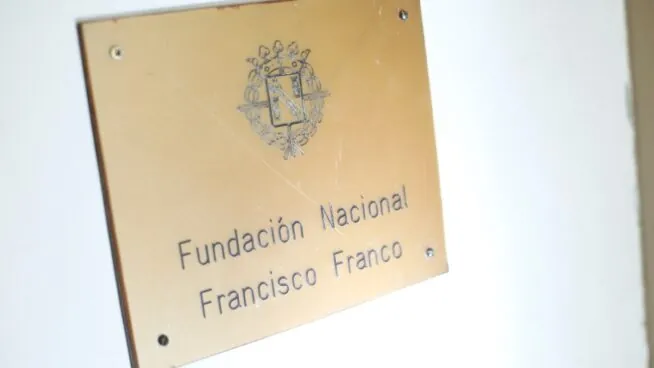 Fundación Nacional
Francisco Franco